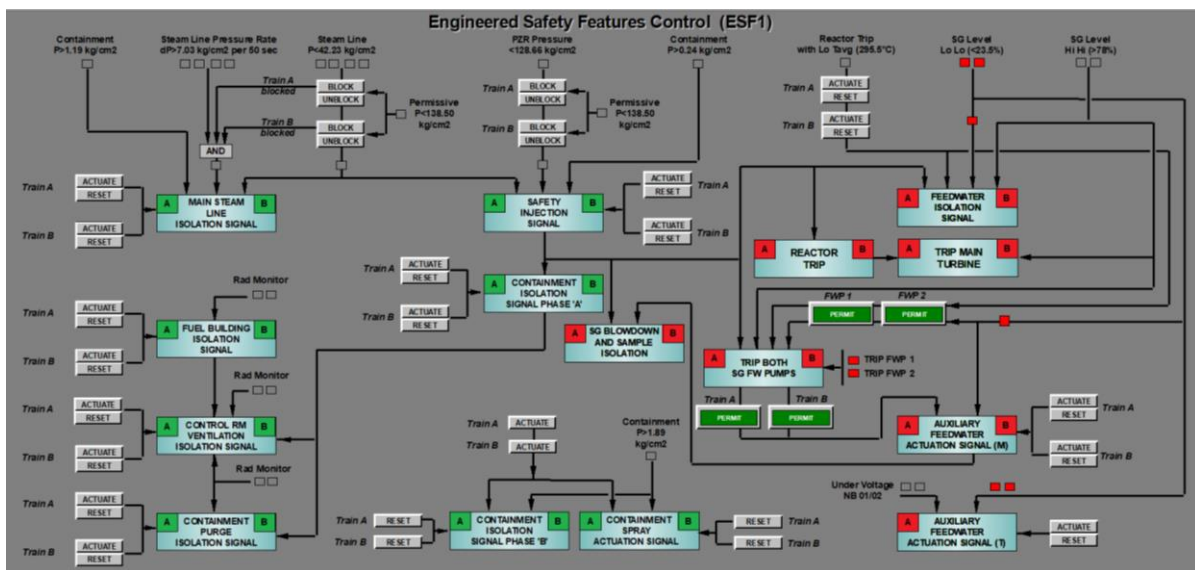 Engineered Safety Features Control (ESF1)
Containment
P>1.19 kg/cm2
Steam Line Pressure Rate
dP>7.03 kg/cm2 per 50 sec
Steam Line
P<42.23 kg/cm2
PZR Pressure
<128.66 kg/cm2
Containment
P>0.24 kg/cm2
Reactor Trip
with Lo Tavg (295.5°C)
SG Level
Lo Lo (<23.5%)
SG Level
Hi Hi (>78%)
Train A
blocked
BLOCK
UNBLOCK
Train B
blocked
BLOCK
UNBLOCK
Permissive
P<138.50
kg/cm2
Train A
BLOCK
UNBLOCK
Train B
BLOCK
UNBLOCK
Permissive
P<138.50
kg/cm2
Train A
ACTUATE
RESET
Train B
ACTUATE
RESET
AND
Train A
ACTUATE
RESET
Train B
ACTUATE
RESET
A
MAIN STEAM
LINE
ISOLATION SIGNAL
B
A
SAFETY
INJECTION
SIGNAL
B
ACTUATE
RESET
Train A
ACTUATE
RESET
Train B
A
FEEDWATER
ISOLATION
SIGNAL
B
A
REACTOR
TRIP
B
A
TRIP MAIN
TURBINE
B
Train A
ACTUATE
RESET
Train B
ACTUATE
RESET
A
CONTAINMENT
ISOLATION
SIGNAL PHASE 'A'
B
Rad Monitor
Train A
ACTUATE
RESET
Train B
ACTUATE
RESET
A
FUEL BUILDING
ISOLATION
SIGNAL
B
A
SG BLOWDOWN
AND SAMPLE
ISOLATION
B
FWP 1
PERMIT
FWP 2
PERMIT
A
TRIP BOTH
SG FW PUMPS
B
TRIP FWP 1
TRIP FWP 2
Train A
PERMIT
Train B
PERMIT
Rad Monitor
Train A
ACTUATE
RESET
Train B
ACTUATE
RESET
A
CONTROL RM
VENTILATION
ISOLATION SIGNAL
B
Train A
ACTUATE
Train B
ACTUATE
Containment
P>1.89
kg/cm2
A
AUXILIARY
FEEDWATER
ACTUATION SIGNAL (M)
B
ACTUATE
RESET
Train A
ACTUATE
RESET
Train B
Rad Monitor
Train A
ACTUATE
RESET
Train B
ACTUATE
RESET
A
CONTAINMENT
PURGE
ISOLATION SIGNAL
B
Train A
RESET
Train B
RESET
A
CONTAINMENT
ISOLATION
SIGNAL PHASE 'B'
B
A
CONTAINMENT
SPRAY
ACTUATION SIGNAL
B
RESET
Train A
RESET
Train B
Under Voltage
NB 01/02
A
AUXILIARY
FEEDWATER
ACTUATION SIGNAL (T)
ACTUATE
RESET